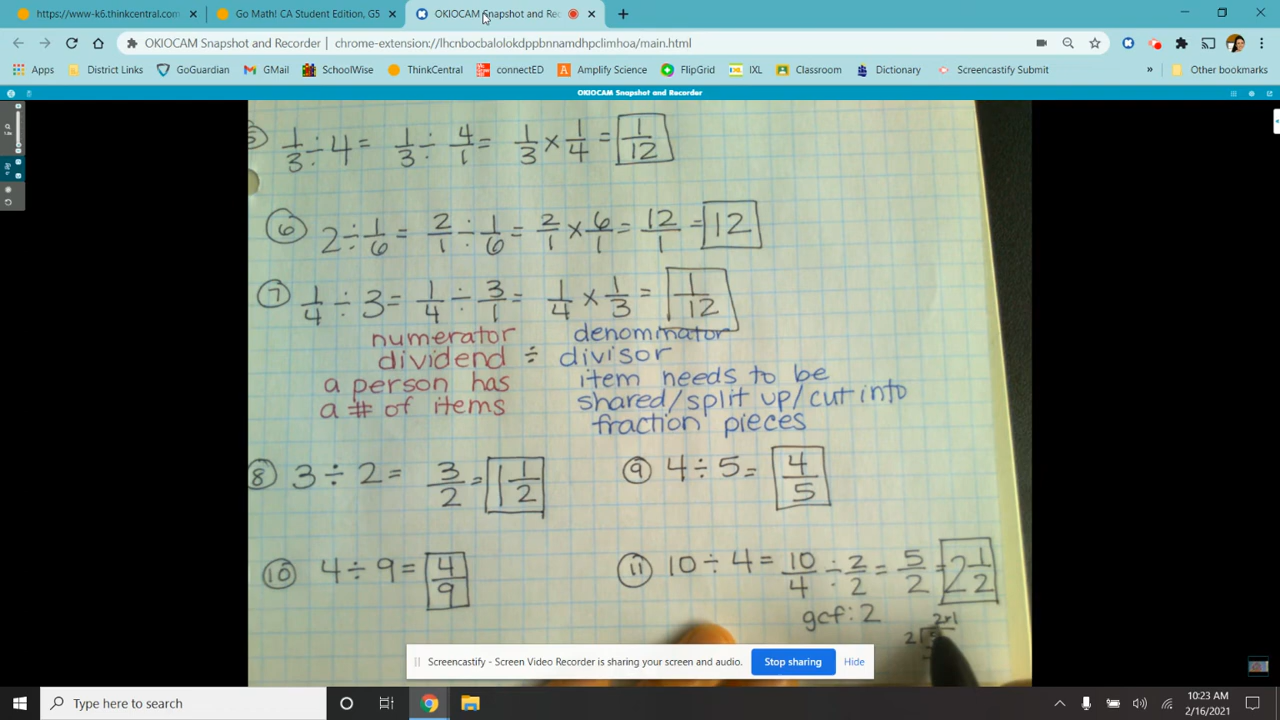 https://www-k6.thinkcentral.com
Go Math! CA Student Edition, G5
OKIOCAM Snapshot and Rec
OKIOCAM Snapshot and Recorder | chrome-extension://lhcnbocbalolokdppbnnamdhpclimhoa/main.html
Apps District Links GoGuardian GMail SchoolWise ThinkCentral connectED Amplify Science FlipGrid IXL Classroom Dictionary Screencastify Submit » Other bookmarks
OKIOCAM Snapshot and Recorder
1/3 ÷ 4 = 1/3 ÷ 4/1 = 1/3 × 1/4 = 1/12
⑥ 2 ÷ 1/6 = 2/1 ÷ 1/6 = 2/1 × 6/1 = 12/1 = 12
⑦ 1/4 ÷ 3 = 1/4 ÷ 3/1 = 1/4 × 1/3 = 1/12
numerator denominator
dividend ÷ divisor
a person has item needs to be
a # of items shared/split up/cut into
fraction pieces
⑧ 3 ÷ 2 = 3/2 = 1 1/2
⑨ 4 ÷ 5 = 4/5
⑩ 4 ÷ 9 = 4/9
⑪ 10 ÷ 4 = 10/4 ÷ 2/2 = 5/2 = 2 1/2
gcf: 2
Screencastify - Screen Video Recorder is sharing your screen and audio. Stop sharing Hide
Type here to search
10:23 AM
2/16/2021